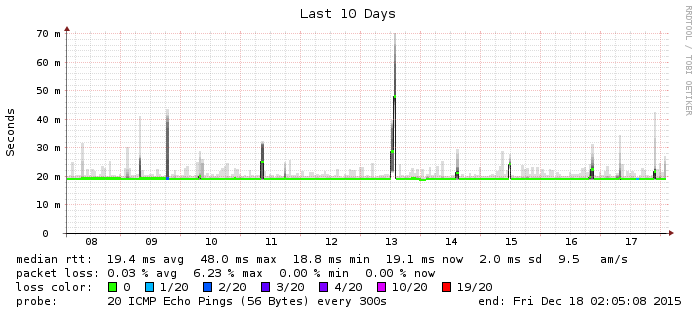 Last 10 Days
RRDTOOL / TOBI OETIKER
Seconds
70 m
60 m
50 m
40 m
30 m
20 m
10 m
0
08 09 10 11 12 13 14 15 16 17
median rtt: 19.4 ms avg 48.0 ms max 18.8 ms min 19.1 ms now 2.0 ms sd 9.5 am/s
packet loss: 0.03 % avg 6.23 % max 0.00 % min 0.00 % now
loss color: 0 1/20 2/20 3/20 4/20 10/20 19/20
probe: 20 ICMP Echo Pings (56 Bytes) every 300s end: Fri Dec 18 02:05:08 2015